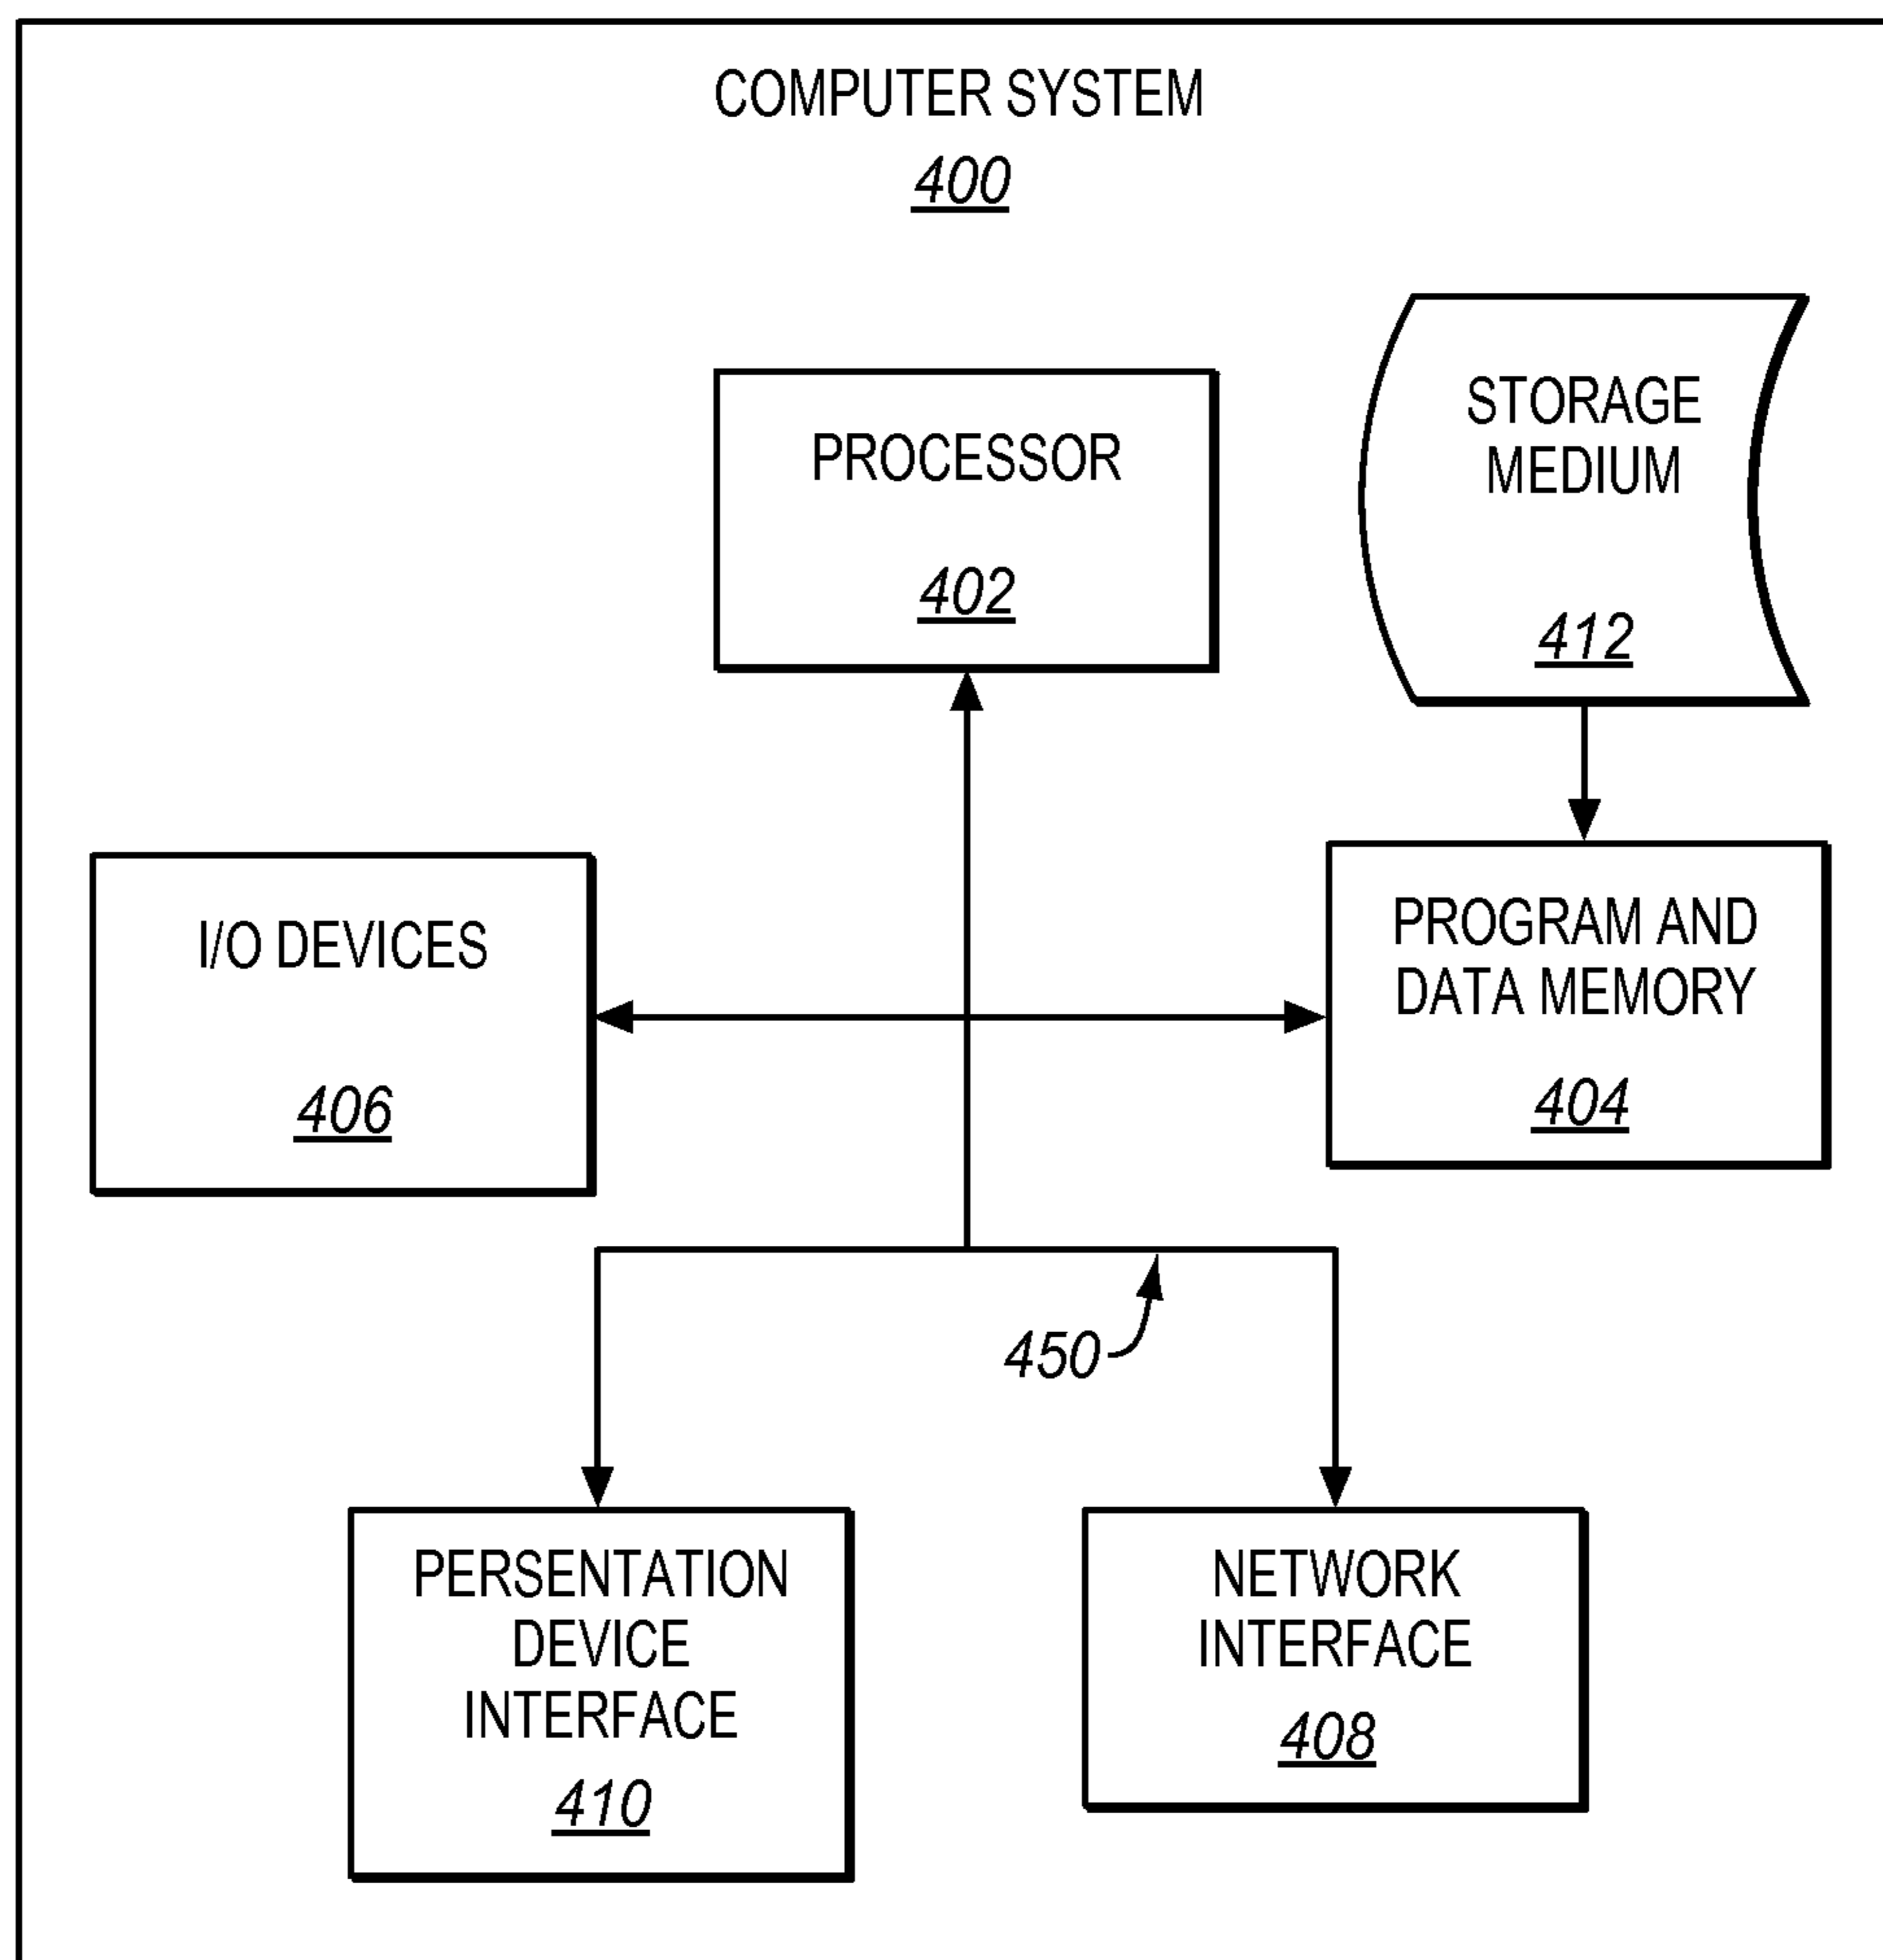 COMPUTER SYSTEM
400
PROCESSOR
402
STORAGE
MEDIUM
412
I/O DEVICES
406
PROGRAM AND
DATA MEMORY
404
450
PERSENTATION
DEVICE
INTERFACE
410
NETWORK
INTERFACE
408